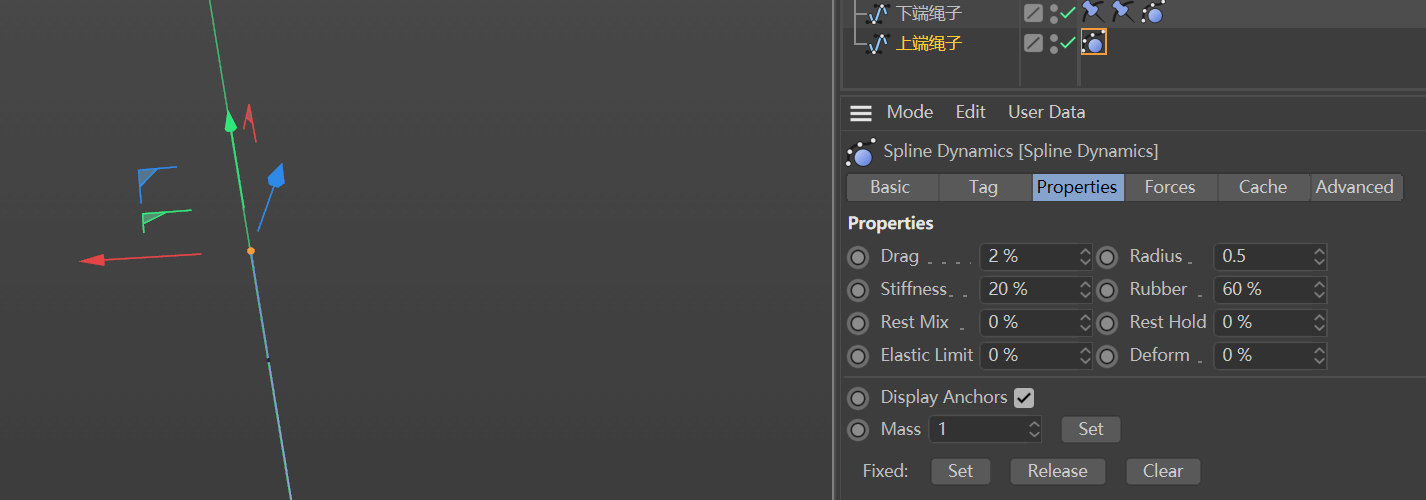 下端绳子
上端绳子
Mode Edit User Data
Spline Dynamics [Spline Dynamics]
Basic Tag Properties Forces Cache Advanced
Properties
Drag . . . . 2 % Radius . 0.5
Stiffness. . 20 % Rubber . 60 %
Rest Mix . 0 % Rest Hold 0 %
Elastic Limit 0 % Deform . 0 %
Display Anchors
Mass 1 Set
Fixed: Set Release Clear